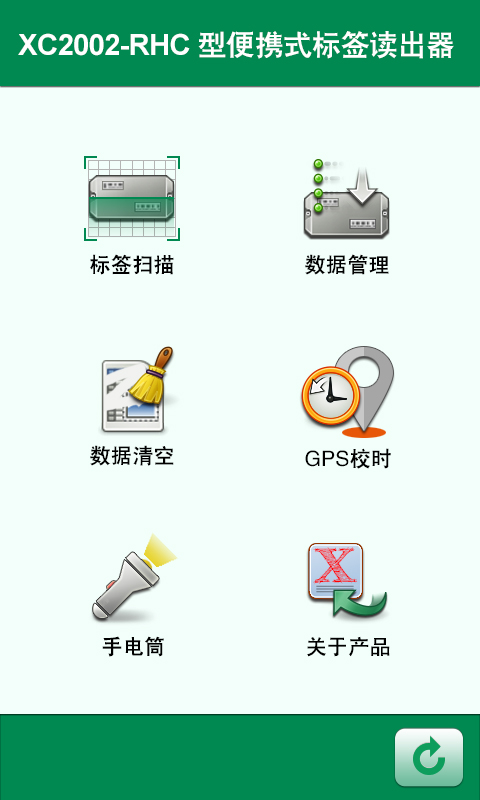 XC2002-RHC 型便携式标签读出器
标签扫描
数据管理
数据清空
GPS校时
手电筒
X
关于产品